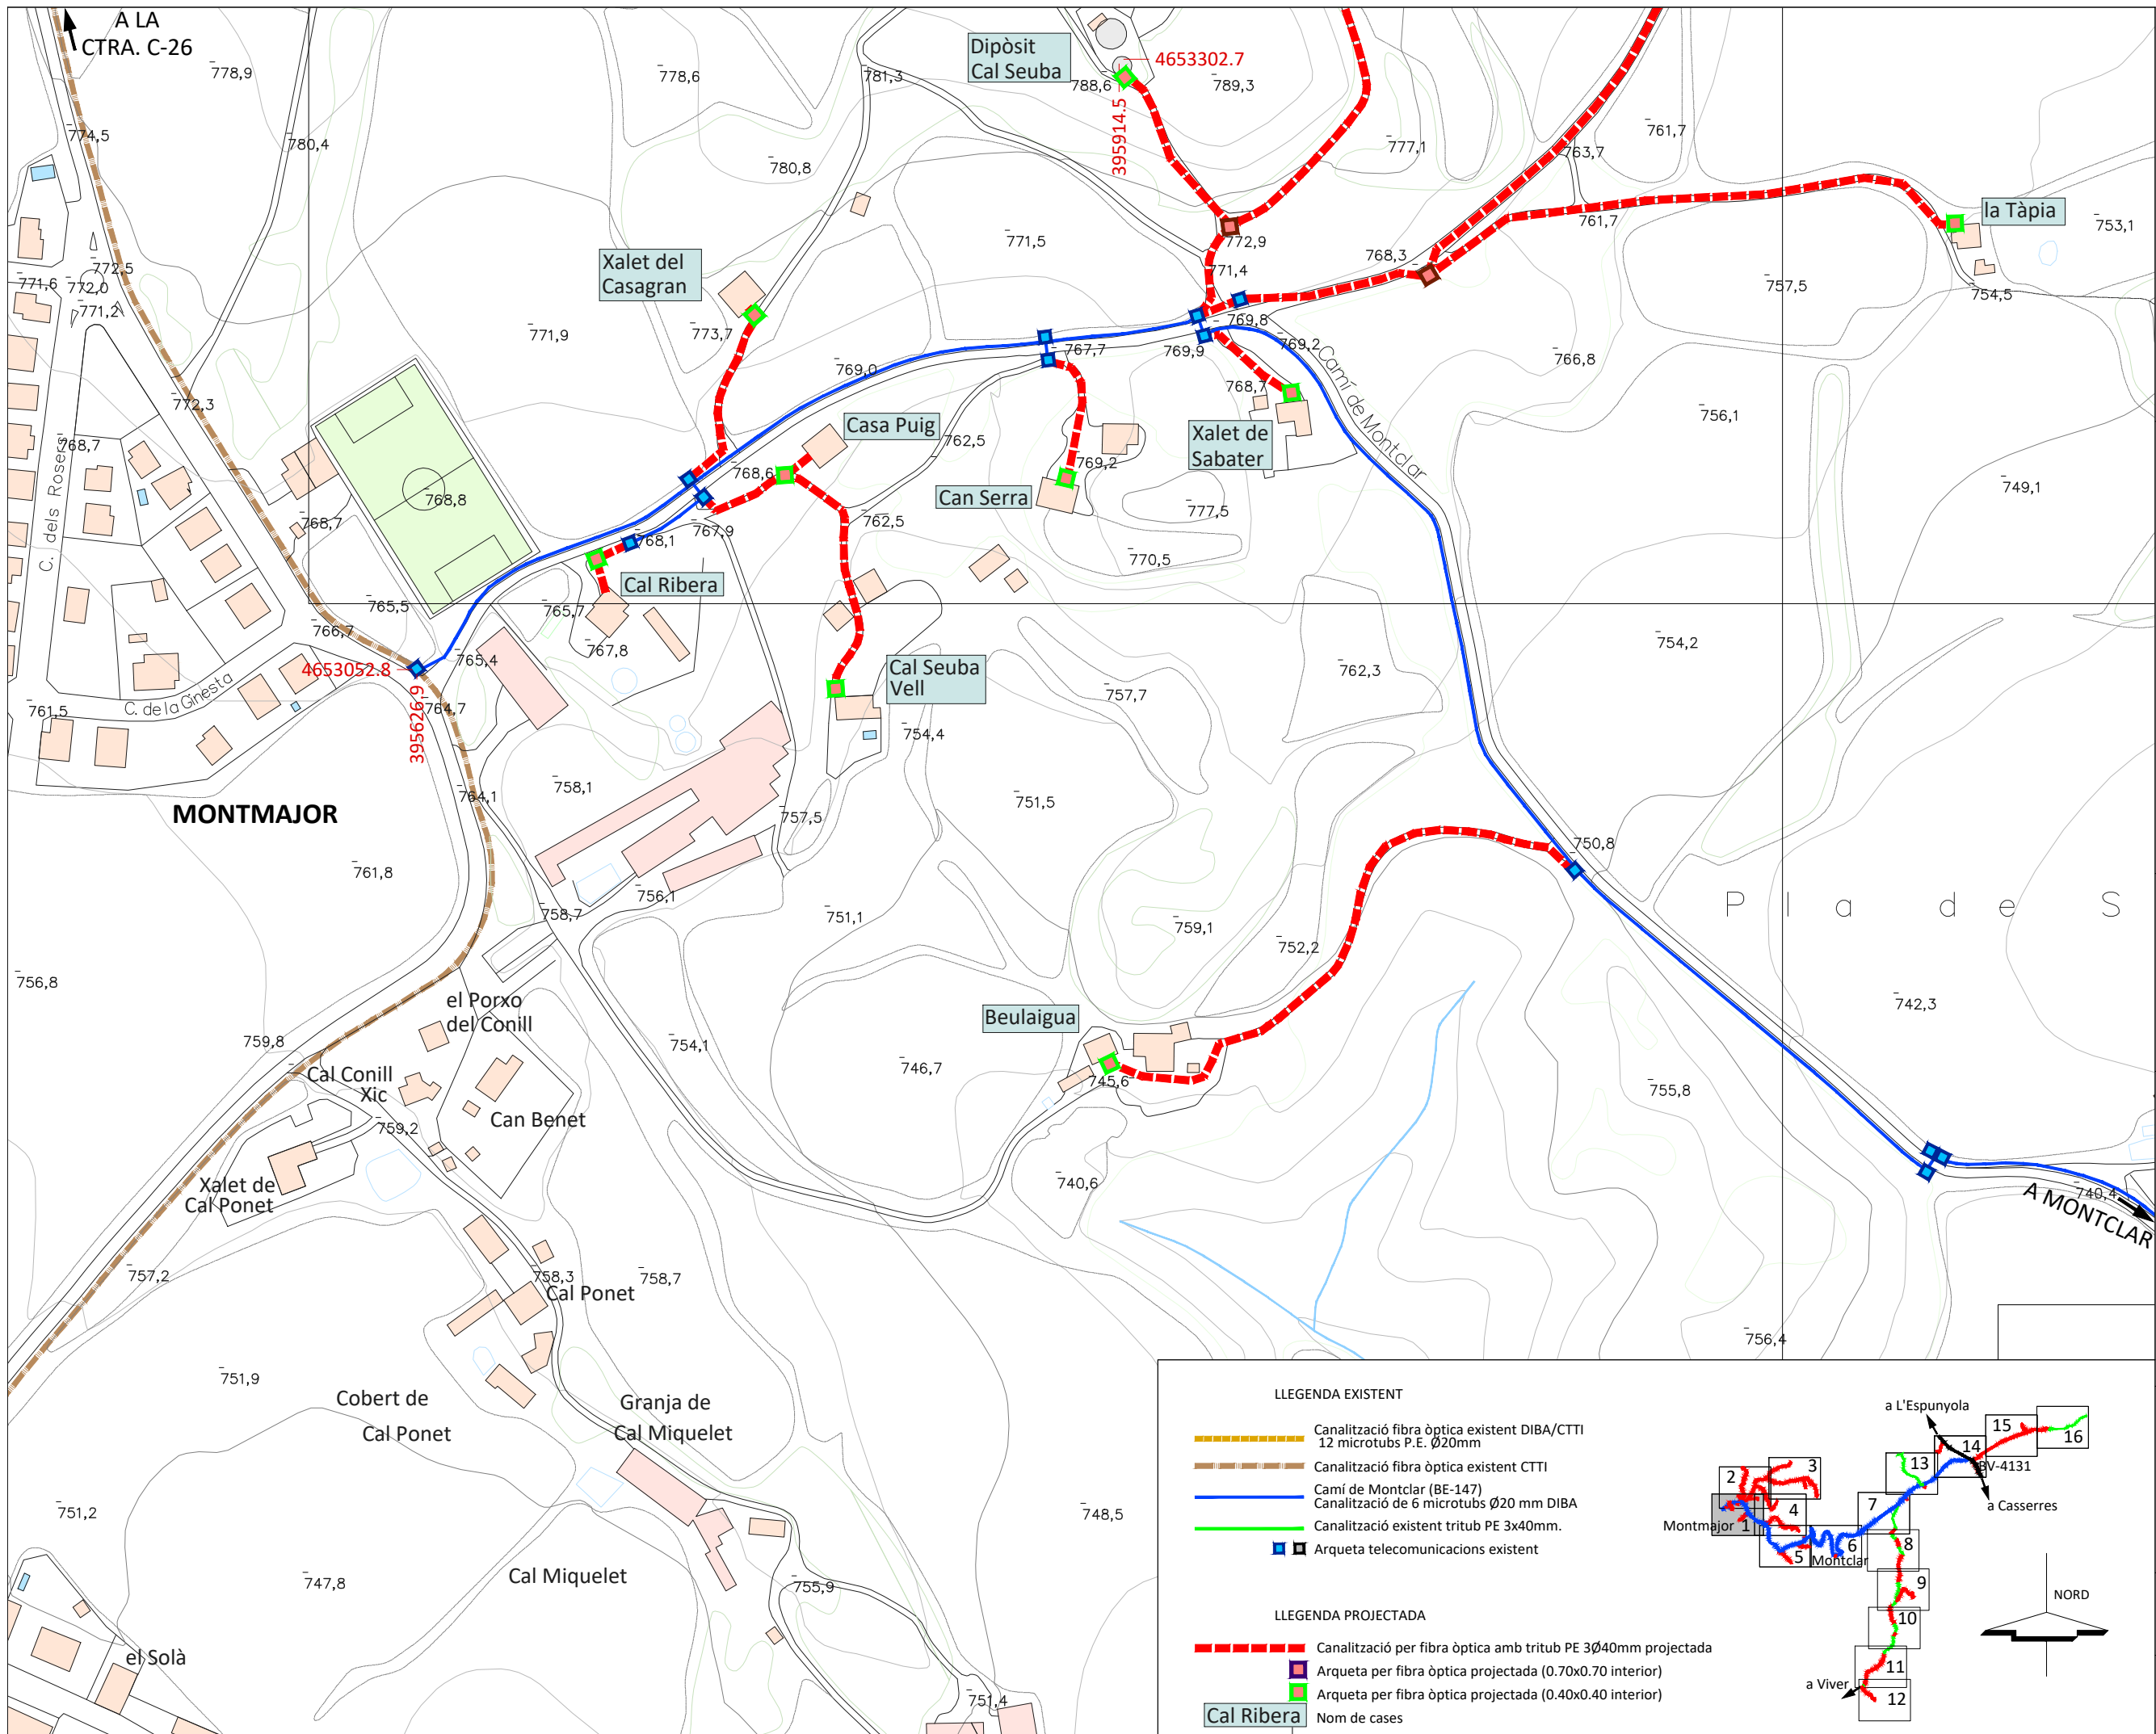 A LA
CTRA. C-26
778,9
778,6
781,3
Dipòsit
Cal Seuba
4653302.7
788,6
789,3
395914.5
774,5
780,4
780,8
777,1
763,7
761,7
761,7
la Tàpia
753,1
772,5
771,6
772,0
771,2
Xalet del
Casagran
771,5
772,9
771,4
768,3
757,5
754,5
773,7
771,9
769,8
769,2
767,7
769,9
769,0
766,8
772,3
768,7
Camí de Montclar
756,1
Casa Puig
762,5
Xalet de
Sabater
768,7
C. dels Rosers
768,8
768,6
769,2
Can Serra
777,5
749,1
768,7
767,9
768,1
762,5
770,5
Cal Ribera
765,5
765,7
766,7
767,8
765,4
4653052.8
395626.9
764,7
Cal Seuba
Vell
757,7
762,3
754,2
C. de la Ginesta
761,5
754,4
MONTMAJOR
764,1
758,1
751,5
757,5
750,8
761,8
756,1
758,7
751,1
759,1
752,2
P l a d e S
756,8
742,3
el Porxo
del Conill
Beulaigua
759,8
754,1
746,7
745,6
755,8
Cal Conill
Xic
Can Benet
759,2
Xalet de
Cal Ponet
740,6
740,4
A MONTCLAR
757,2
758,3
758,7
Cal Ponet
756,4
751,9
Cobert de
Cal Ponet
Granja de
Cal Miquelet
751,2
748,5
747,8
Cal Miquelet
755,9
el Solà
751,4
LLEGENDA EXISTENT
Canalització fibra òptica existent DIBA/CTTI
12 microtubs P.E. Ø20mm
Canalització fibra òptica existent CTTI
Camí de Montclar (BE-147)
Canalització de 6 microtubs Ø20 mm DIBA
Canalització existent tritub PE 3x40mm.
Arqueta telecomunicacions existent
LLEGENDA PROJECTADA
Canalització per fibra òptica amb tritub PE 3Ø40mm projectada
Arqueta per fibra òptica projectada (0.70x0.70 interior)
Arqueta per fibra òptica projectada (0.40x0.40 interior)
Cal Ribera
Nom de cases
a L'Espunyola
15
16
14
BV-4131
13
a Casserres
2
3
4
7
Montmajor 1
5
Montclar
6
8
9
10
11
12
a Viver
NORD